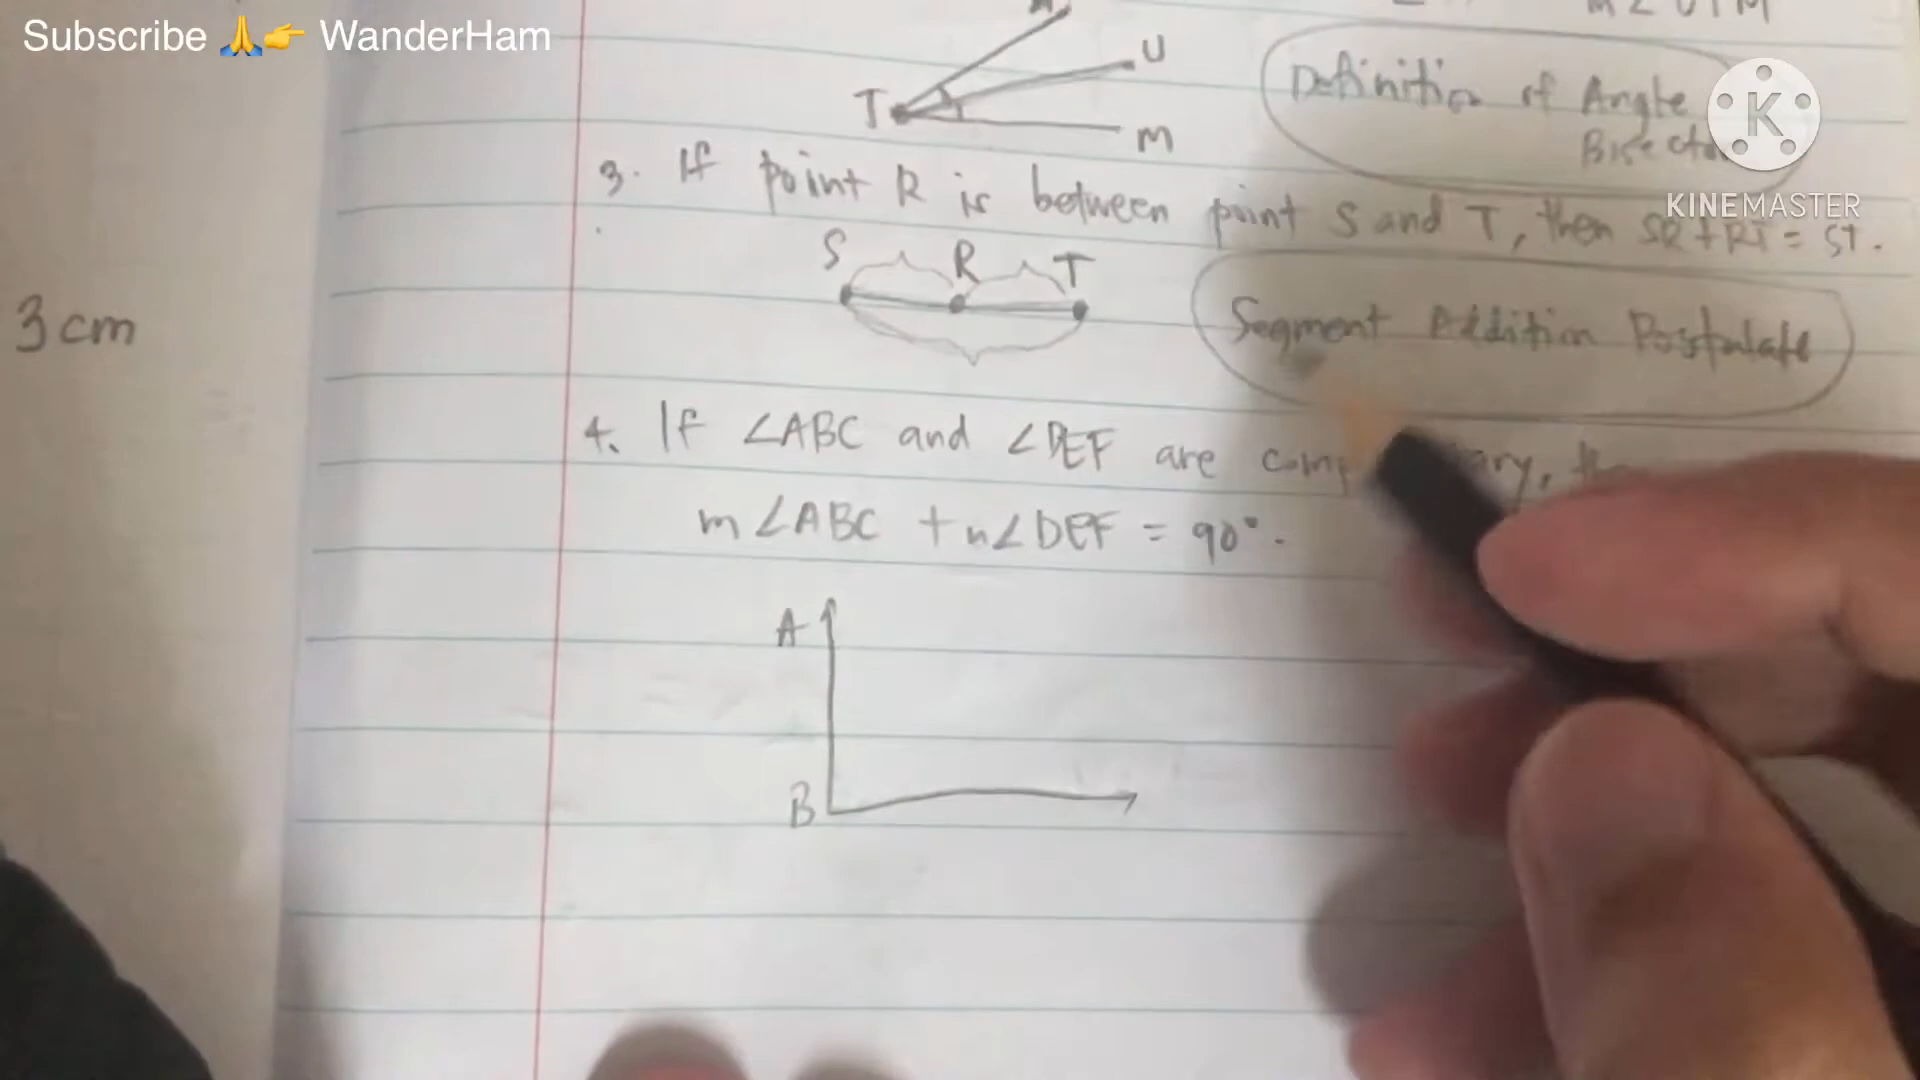 Subscribe 🙏👉 WanderHam
K
KINEMASTER
U
T
M
Definition of Angle
3. If point R is between point S and T, then SR + RT = ST.
S R T
Segment Addition Postulate
3 cm
4. If ∠ABC and ∠DEF are
m∠ABC + m∠DEF = 90°.
A
B